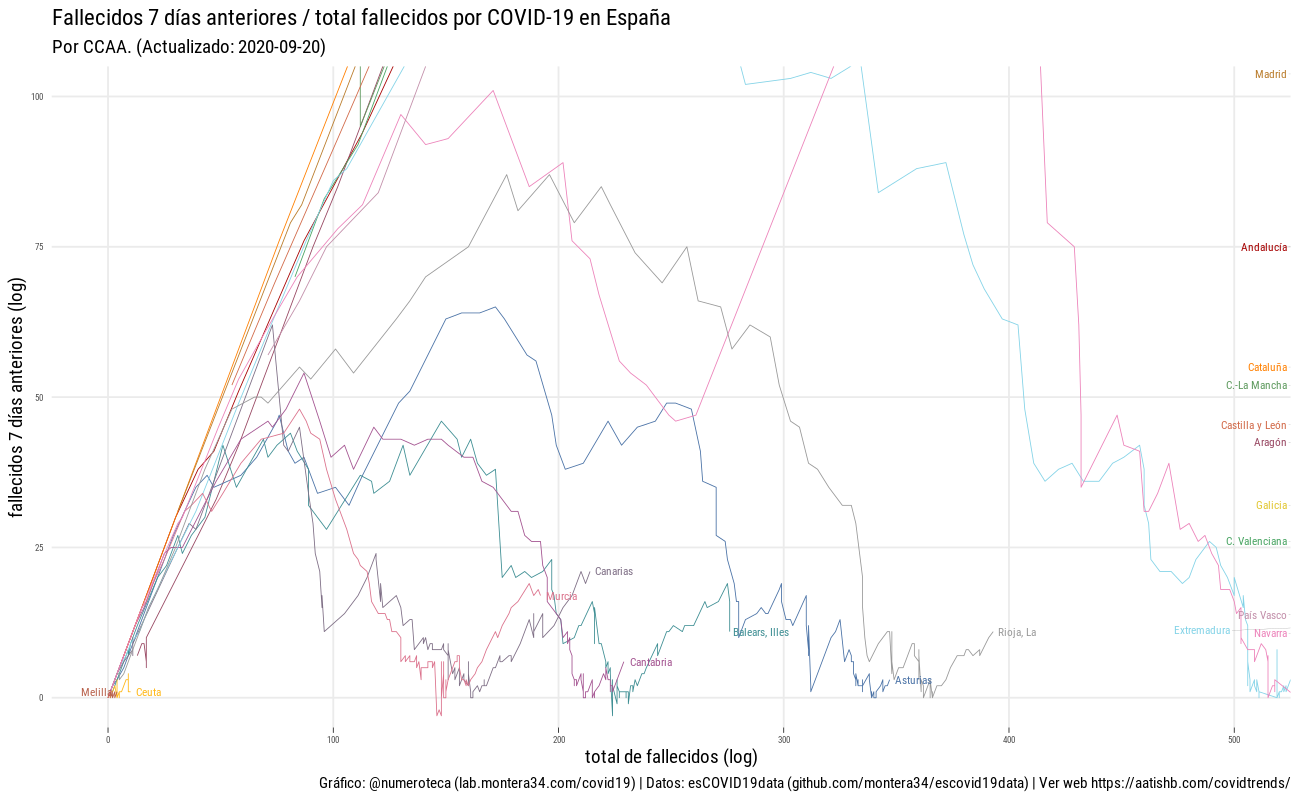 Fallecidos 7 días anteriores / total fallecidos por COVID-19 en España
Por CCAA. (Actualizado: 2020-09-20)
fallecidos 7 días anteriores (log)
100
75
50
25
0
Madrid
Andalucía
Cataluña
C.-La Mancha
Castilla y León
Aragón
Galicia
C. Valenciana
Canarias
Murcia
País Vasco
Extremadura
Navarra
Balears, Illes
Rioja, La
Cantabria
Asturias
Melilla
Ceuta
0
100
200
300
400
500
total de fallecidos (log)
Gráfico: @numeroteca (lab.montera34.com/covid19) | Datos: esCOVID19data (github.com/montera34/escovid19data) | Ver web https://aatishb.com/covidtrends/